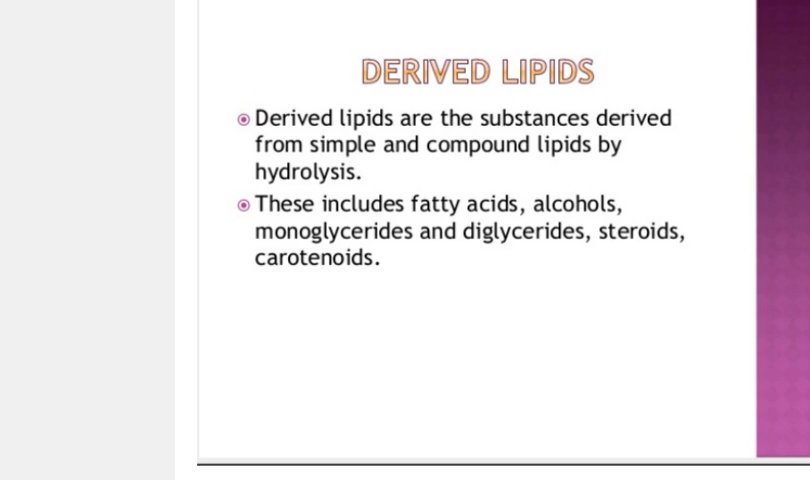 DERIVED LIPIDS
Derived lipids are the substances derived
from simple and compound lipids by
hydrolysis.
These includes fatty acids, alcohols,
monoglycerides and diglycerides, steroids,
carotenoids.